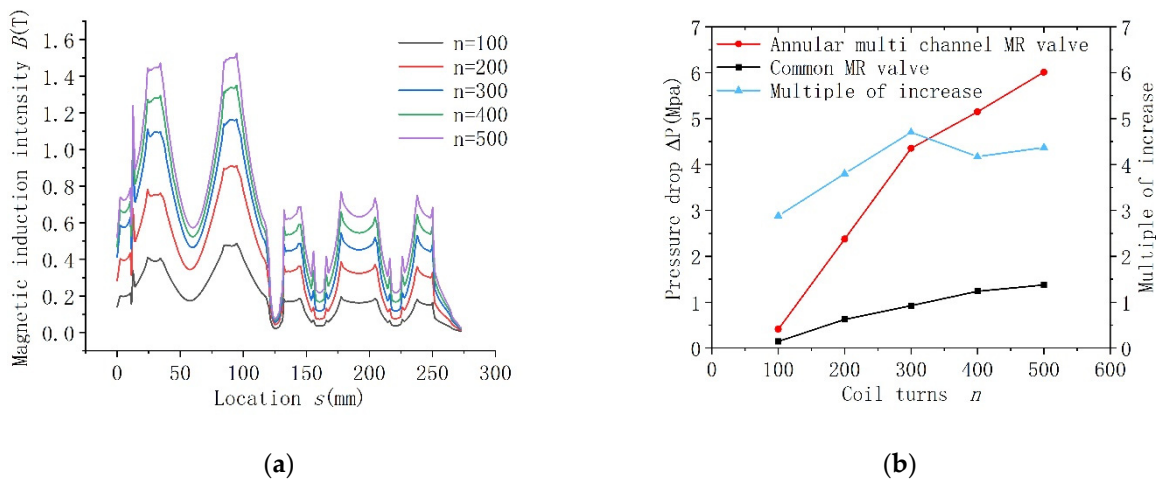 Magnetic induction intensity B(T)
1.6
1.4
1.2
1.0
0.8
0.6
0.4
0.2
0.0
n=100
n=200
n=300
n=400
n=500
0 50 100 150 200 250 300
Location s(mm)
(a)
Pressure drop ΔP(Mpa)
7
6
5
4
3
2
1
0
Annular multi channel MR valve
Common MR valve
Multiple of increase
7
6
5
4
3
2
1
0
Multiple of increase
0 100 200 300 400 500 600
Coil turns n
(b)